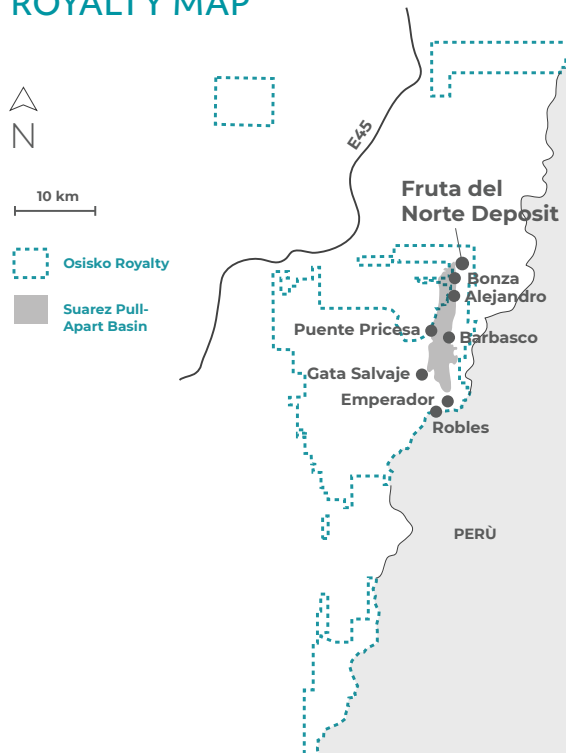 ROYALTY MAP
N
E45
10 km
Fruta del
Norte Deposit
Osisko Royalty
Bonza
Alejandro
Suarez Pull-
Apart Basin
Puente Pricesa
Barbasco
Gata Salvaje
Emperador
Robles
PERÙ